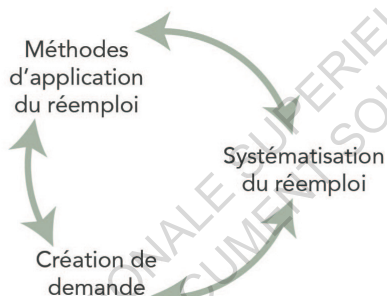 Méthodes
d'application
du réemploi
Systématisation
du réemploi
Création de
demande